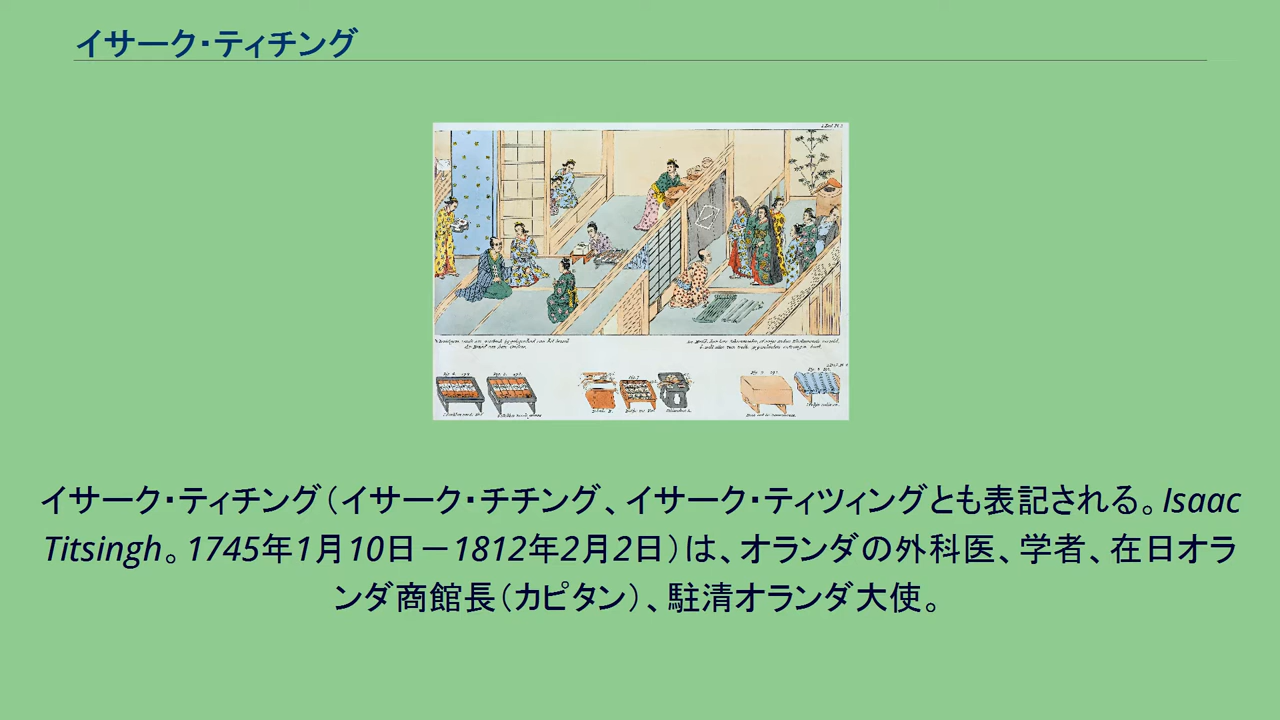 イサーク・ティチング
イサーク・ティチング（イサーク・チチング、イサーク・ティツィングとも表記される。Isaac
Titsingh。1745年1月10日－1812年2月2日）は、オランダの外科医、学者、在日オラ
ンダ商館長（カピタン）、駐清オランダ大使。